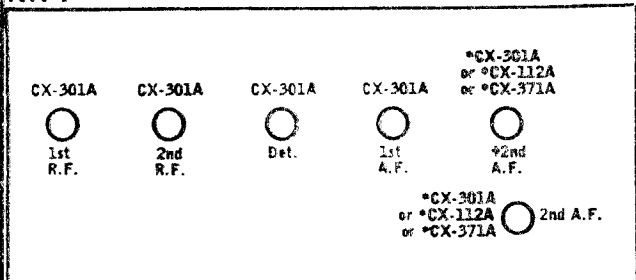 *CX-301A
or *CX-112A
CX-301A CX-301A CX-301A CX-301A or *CX-371A
1st 2nd Det. 1st *2nd
R.F. R.F. A.F. A.F.
*CX-301A
or *CX-112A 2nd A.F.
or *CX-371A